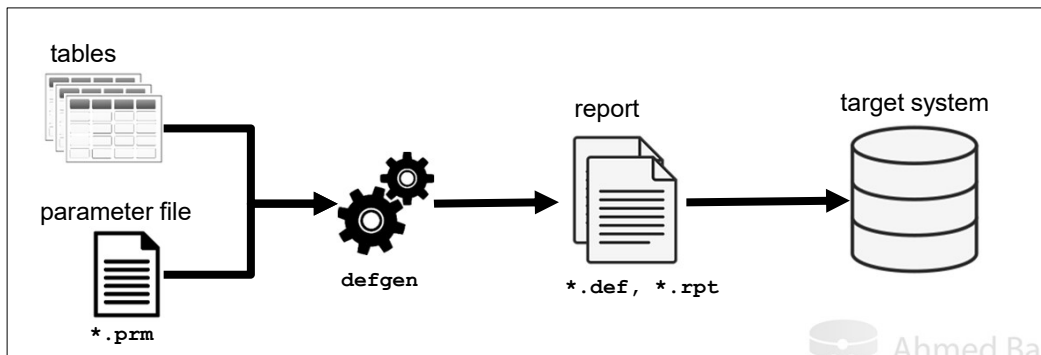 tables
report
target system
parameter file
defgen
*.def, *.rpt
*.prm
Ahmed Ba